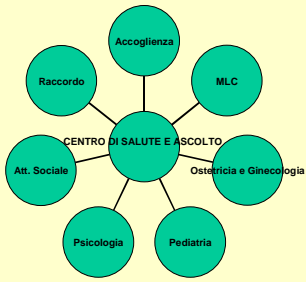 Accoglienza
Raccordo
MLC
CENTRO DI SALUTE E ASCOLTO
Att. Sociale
Ostetricia e Ginecologia
Psicologia
Pediatria